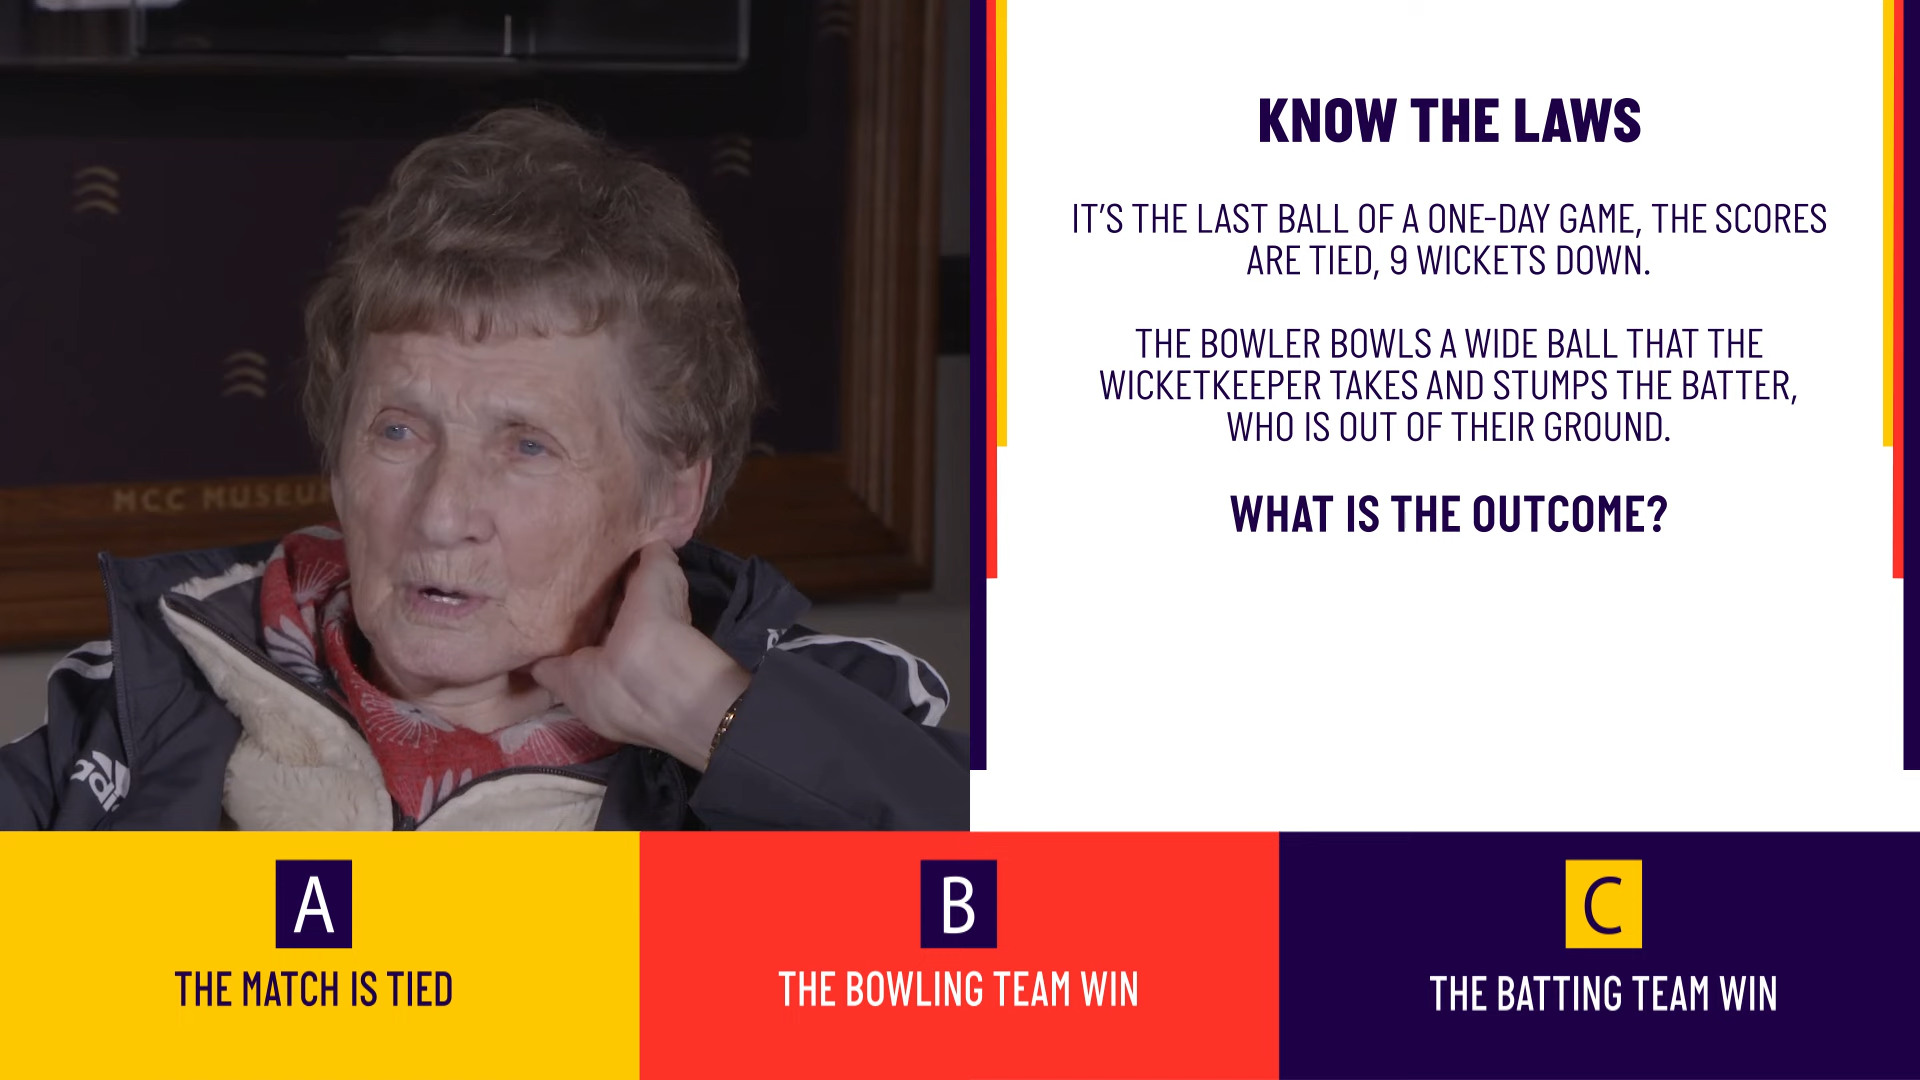 KNOW THE LAWS
IT'S THE LAST BALL OF A ONE-DAY GAME, THE SCORES
ARE TIED, 9 WICKETS DOWN.
THE BOWLER BOWLS A WIDE BALL THAT THE
WICKETKEEPER TAKES AND STUMPS THE BATTER,
WHO IS OUT OF THEIR GROUND.
WHAT IS THE OUTCOME?
MCC MUSEU
adi
A
THE MATCH IS TIED
B
THE BOWLING TEAM WIN
C
THE BATTING TEAM WIN